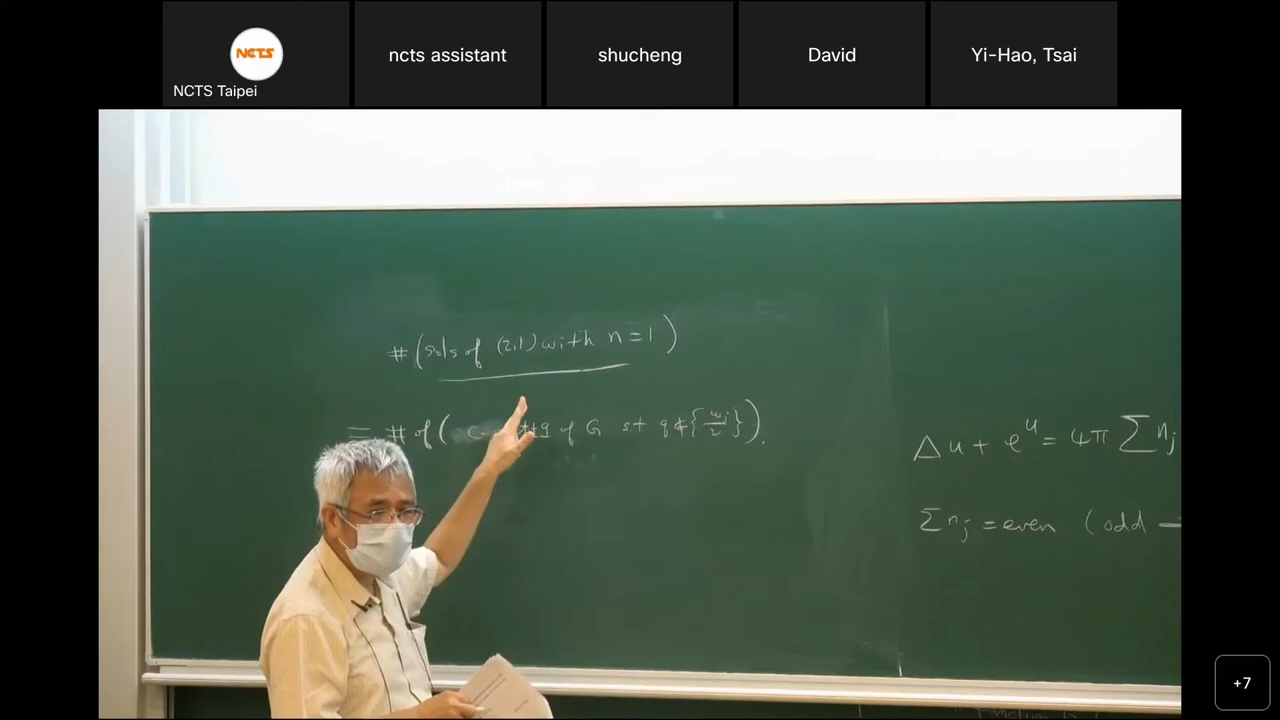 NCTS
NCTS Taipei
ncts assistant
shucheng
David
Yi-Hao, Tsai
# (sols of (2,1) with n = 1)
= # of ( c of G st q ∉ { ωj/2 } ).
Δu + e^u = 4π Σ nj
Σ nj = even ( odd
+7